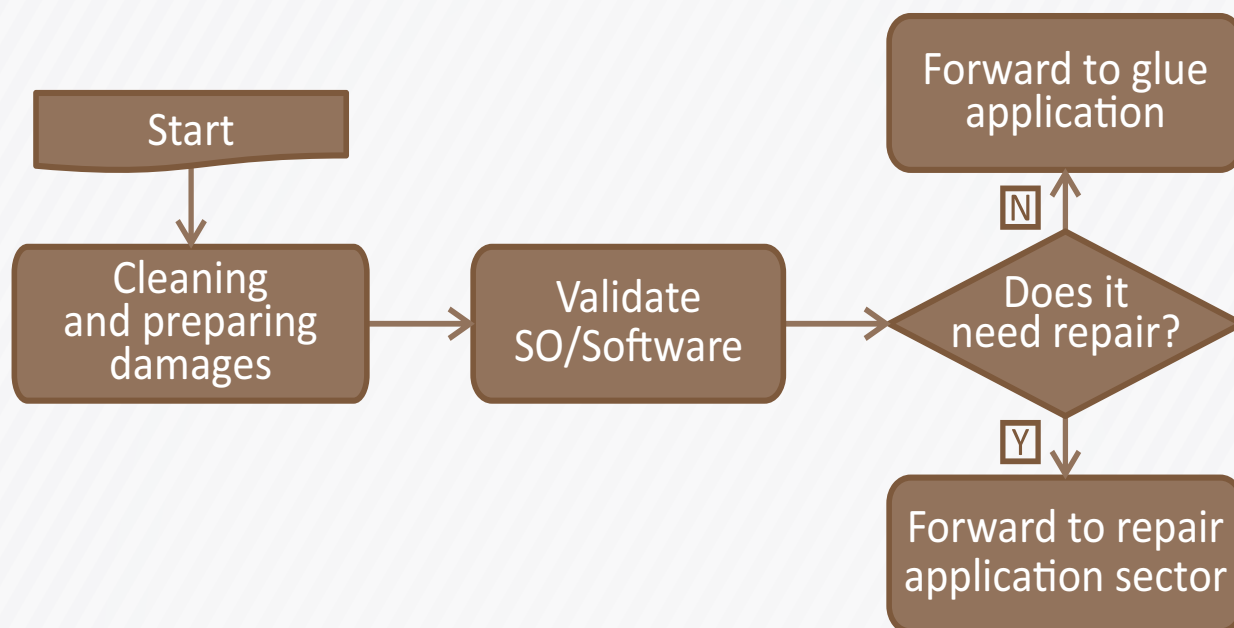 Start
Cleaning
and preparing
damages
Validate
SO/Software
Does it
need repair?
N
Forward to glue
application
Y
Forward to repair
application sector